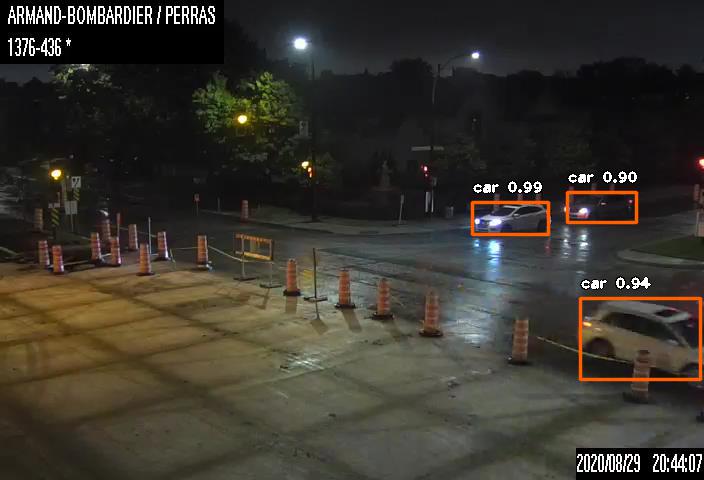 ARMAND-BOMBARDIER / PERRAS
1376-436 *
car 0.90
car 0.99
car 0.94
2020/08/29 20:44:07